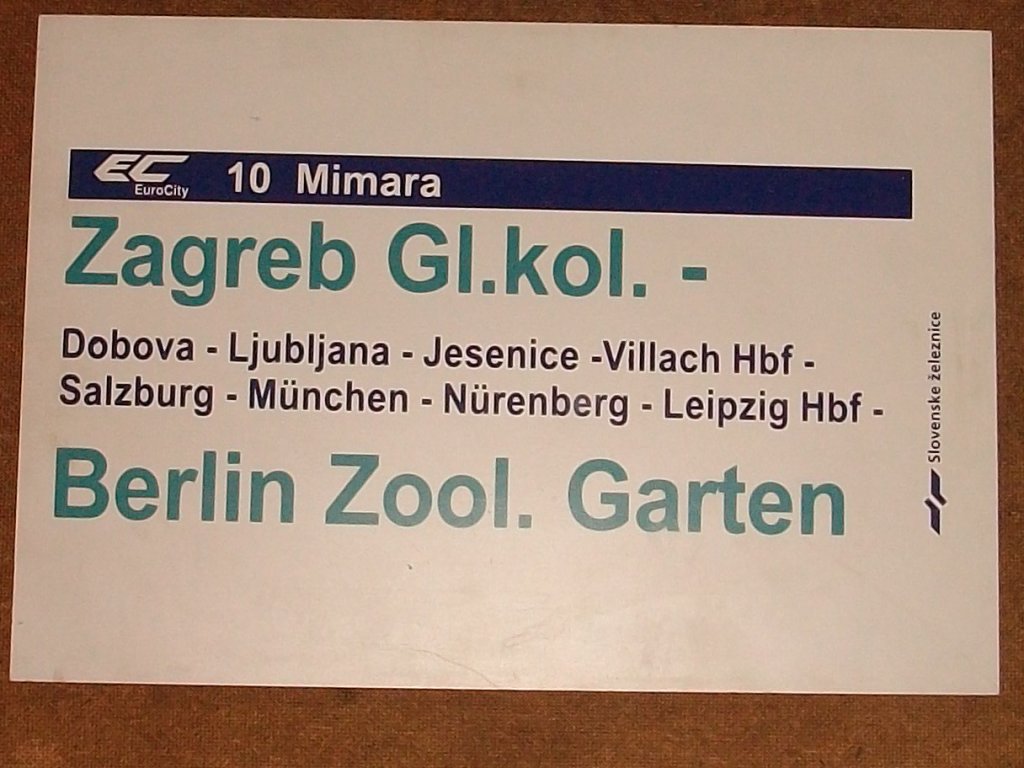 EC EuroCity 10 Mimara
Zagreb Gl.kol. -
Dobova - Ljubljana - Jesenice -Villach Hbf -
Salzburg - München - Nürenberg - Leipzig Hbf -
Berlin Zool. Garten
Slovenske železnice